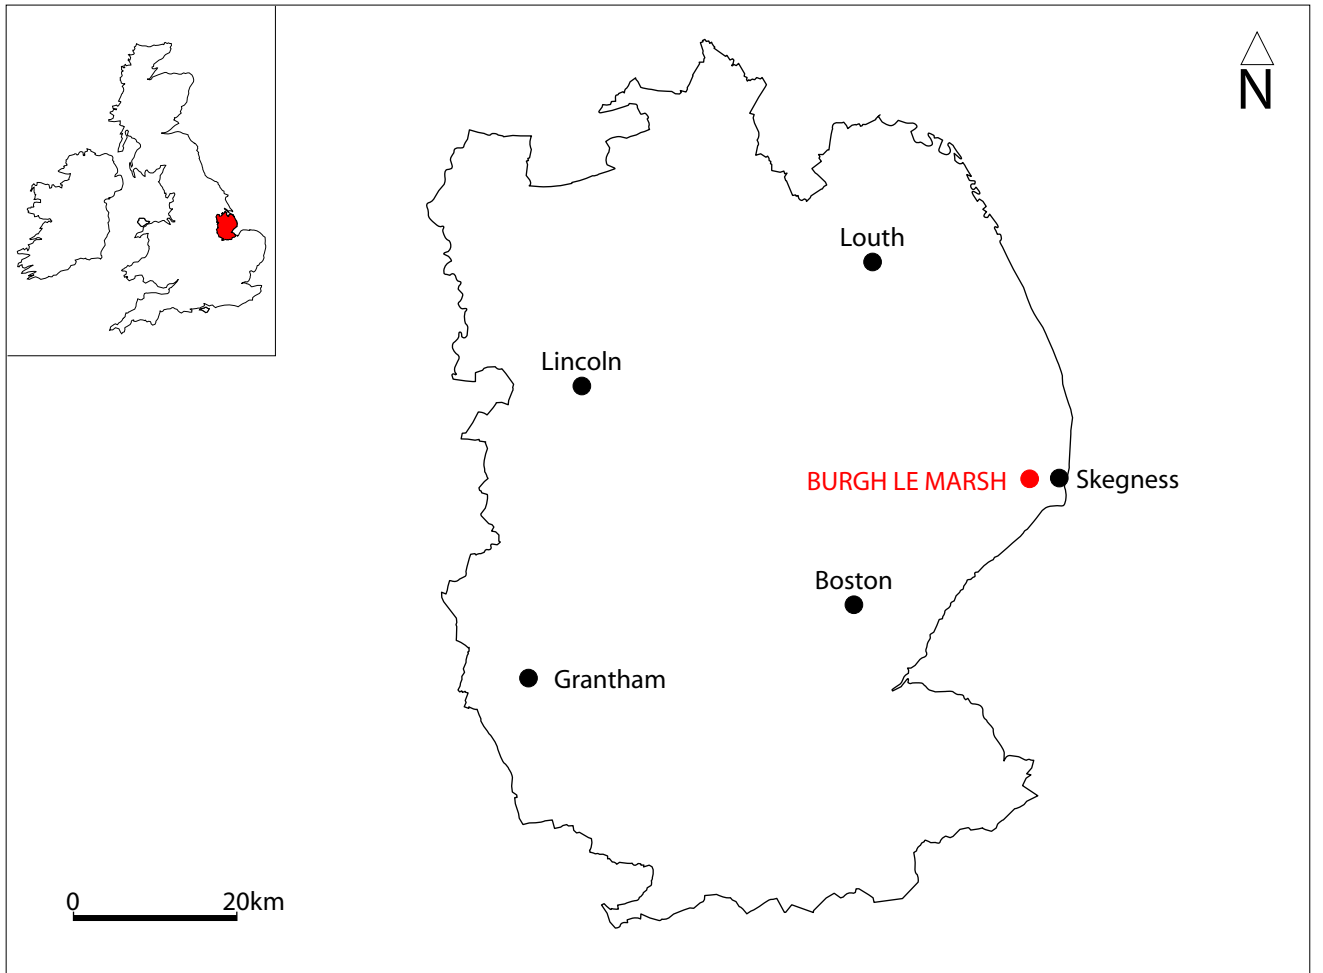 N
Louth
Lincoln
BURGH LE MARSH
Skegness
Boston
Grantham
0 20km